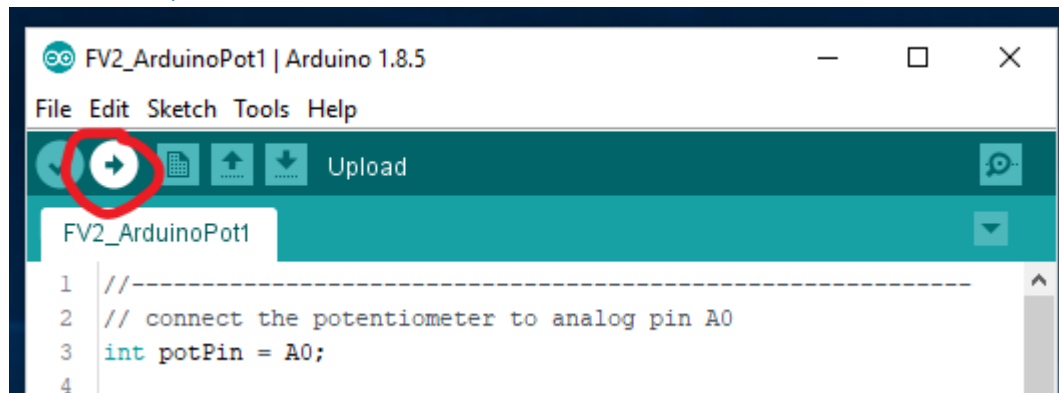 FV2_ArduinoPot1 | Arduino 1.8.5
File Edit Sketch Tools Help
Upload
FV2_ArduinoPot1
1 //------------------------------------------------------------
2 // connect the potentiometer to analog pin A0
3 int potPin = A0;
4